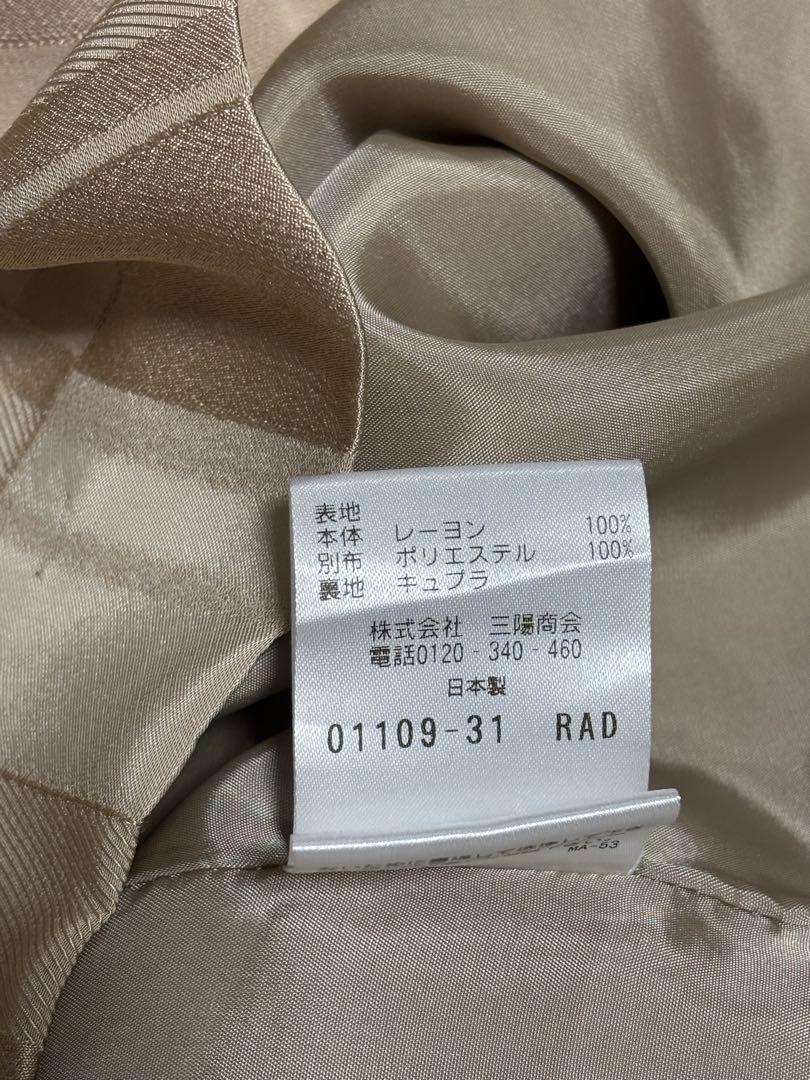 表地
本体 レーヨン 100%
別布 ポリエステル 100%
裏地 キュプラ
株式会社 三陽商会
電話0120-340-460
日本製
01109-31 RAD
MA-53